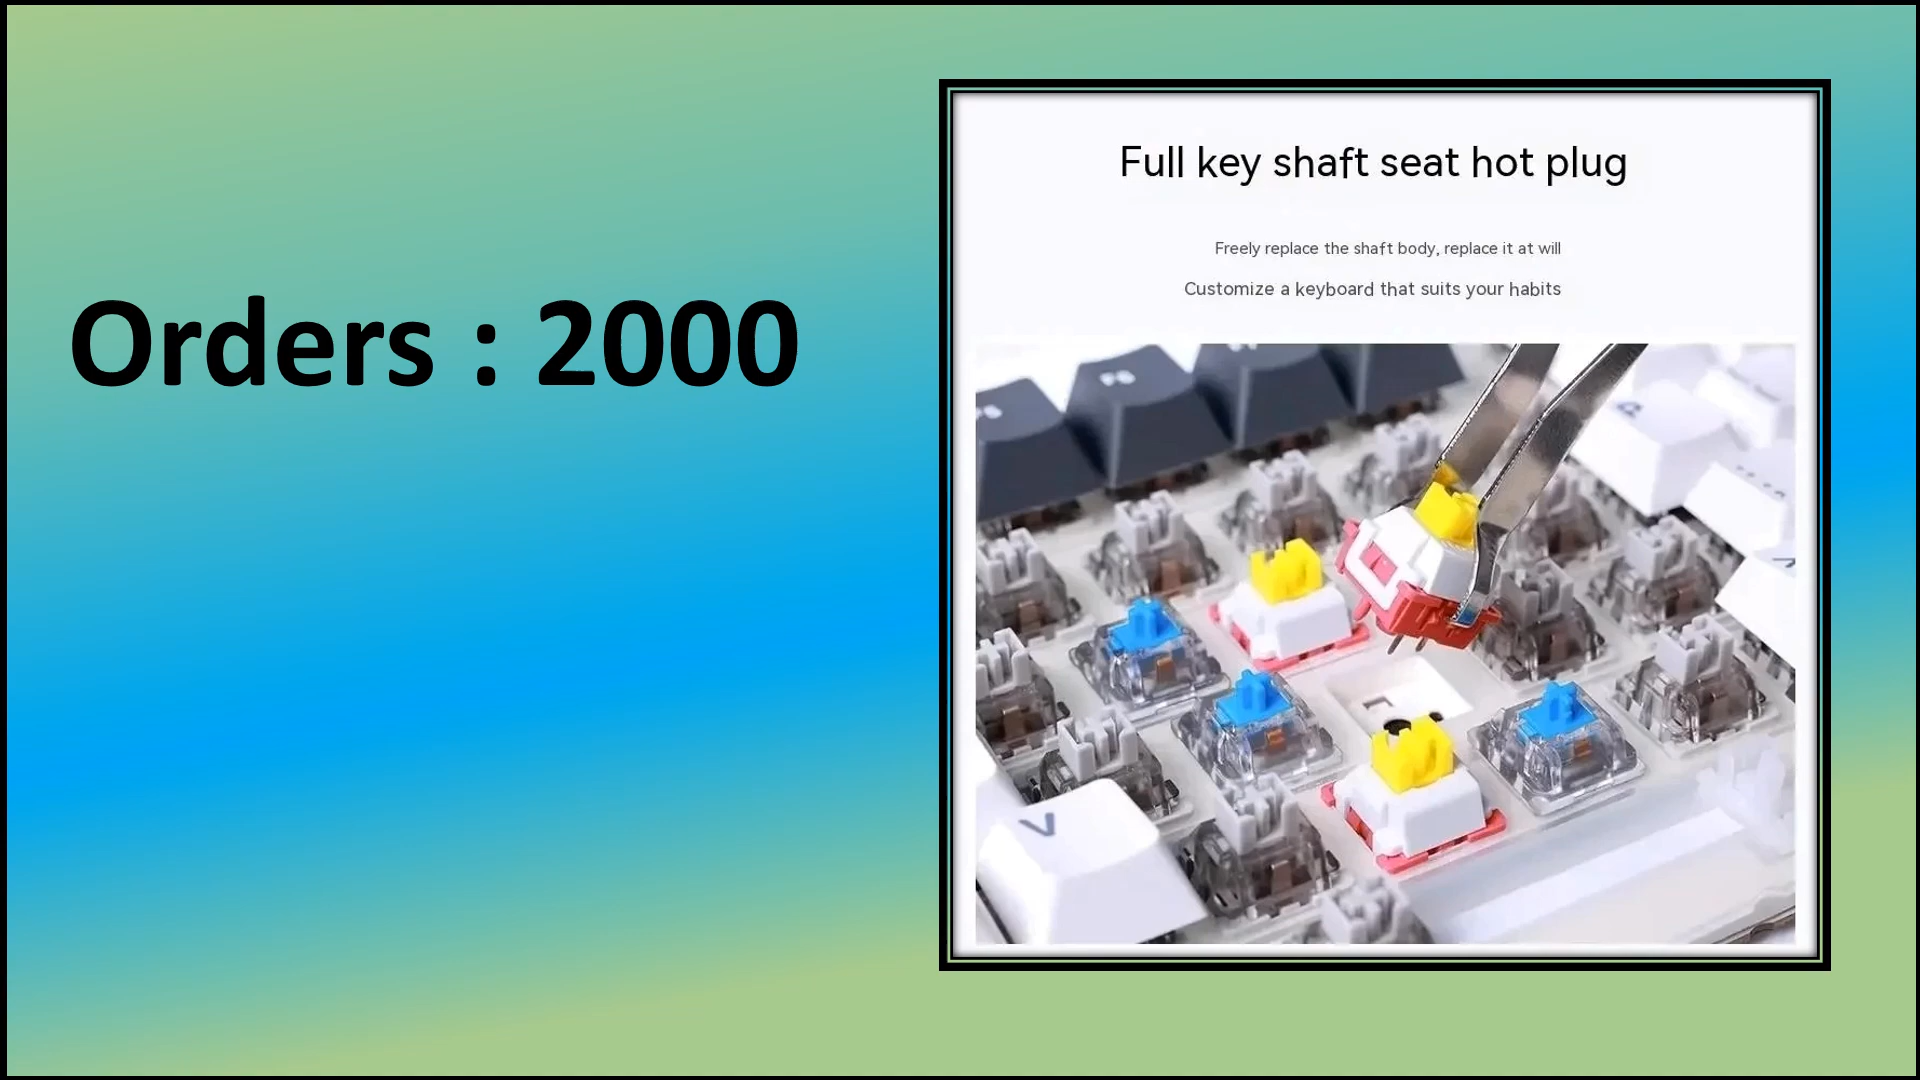 Orders : 2000
Full key shaft seat hot plug
Freely replace the shaft body, replace it at will
Customize a keyboard that suits your habits
V